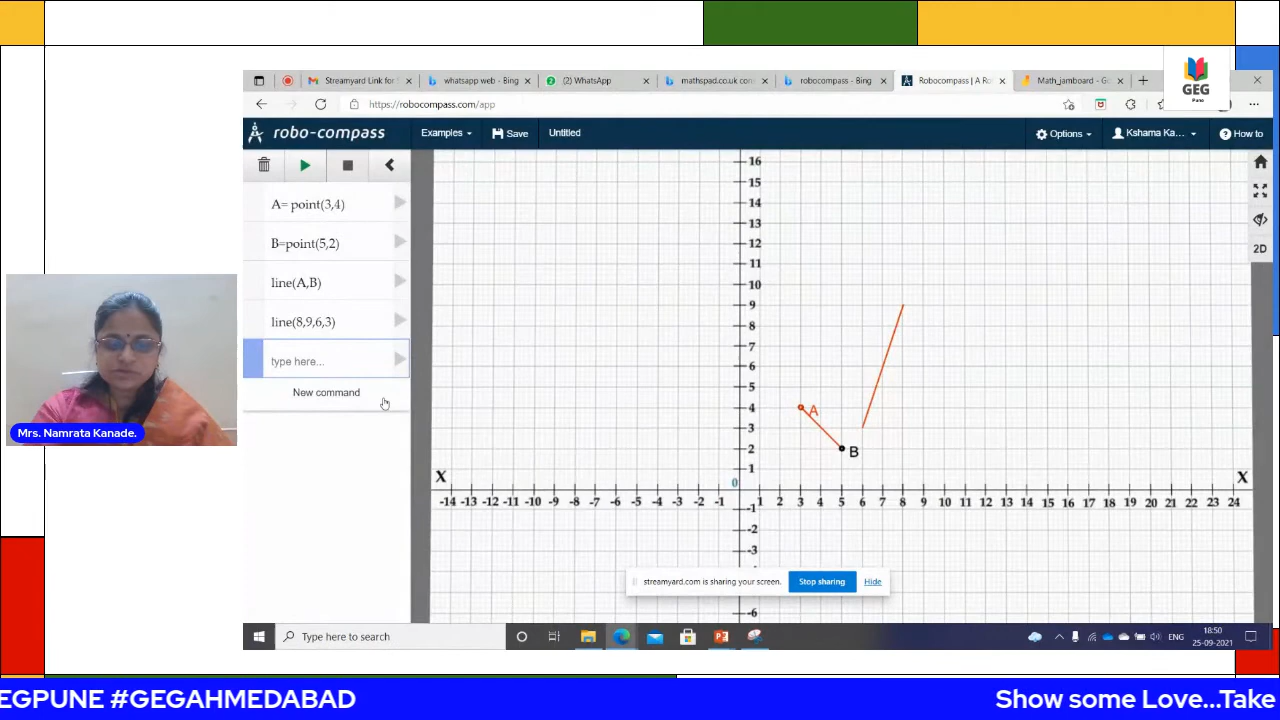 GEG
Pune
Streamyard Link for
whatsapp web - Bing
(2) WhatsApp
mathspad.co.uk con
robocompass - Bing
Robocompass | A Ro
Math_jamboard - Go
https://robocompass.com/app
robo-compass
Examples
Save
Untitled
Options
Kshama Ka...
How to
A= point(3,4)
B=point(5,2)
line(A,B)
line(8,9,6,3)
type here...
New command
2D
16
15
14
13
12
11
10
9
8
7
6
5
4
3
2
1
A
B
X
0
X
-14 -13 -12 -11 -10 -9 -8 -7 -6 -5 -4 -3 -2 -1 1 2 3 4 5 6 7 8 9 10 11 12 13 14 15 16 17 18 19 20 21 22 23 24
-1
-2
-3
-6
streamyard.com is sharing your screen.
Stop sharing
Hide
Mrs. Namrata Kanade.
Type here to search
ENG
18:50
25-09-2021
EGPUNE #GEGAHMEDABAD
Show some Love...Take